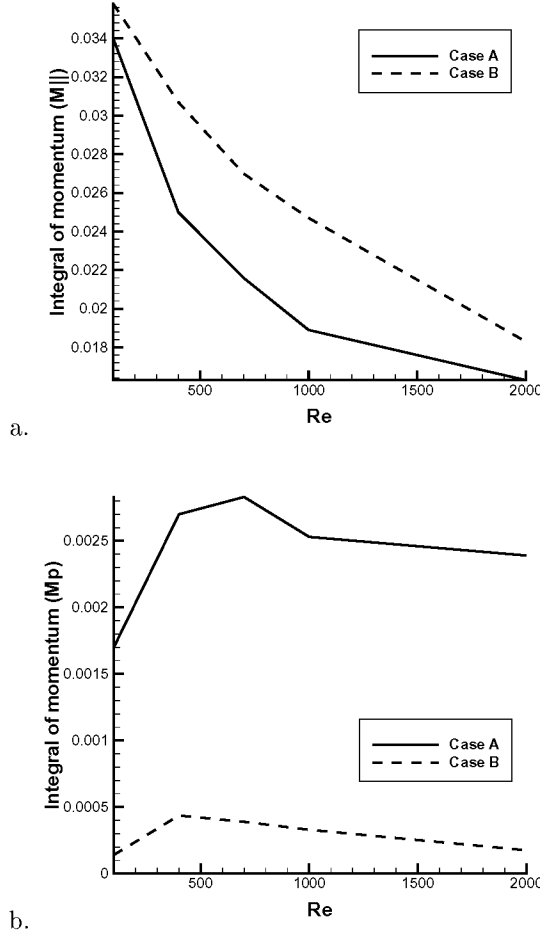 0.034
0.032
0.03
0.028
0.026
0.024
0.022
0.02
0.018
Integral of momentum (M||)
Case A
Case B
500
1000
1500
2000
Re
a.
0.0025
0.002
0.0015
0.001
0.0005
0
Integral of momentum (Mp)
Case A
Case B
500
1000
1500
2000
Re
b.